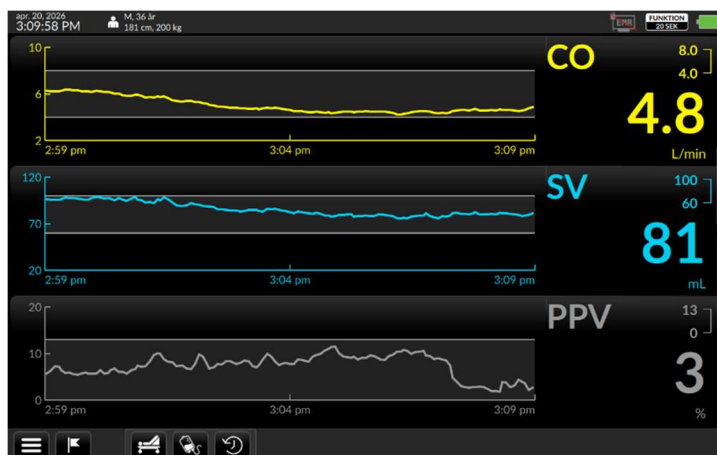 apr. 20, 2026
3:09:58 PM
M, 36 år
181 cm, 200 kg
EMR
FUNKTION
20 SEK
10
6
2
2:59 pm
3:04 pm
3:09 pm
CO
8.0
4.0
4.8
L/min
120
70
20
2:59 pm
3:04 pm
3:09 pm
SV
100
60
81
mL
20
10
0
2:59 pm
3:04 pm
3:09 pm
PPV
13
0
3
%